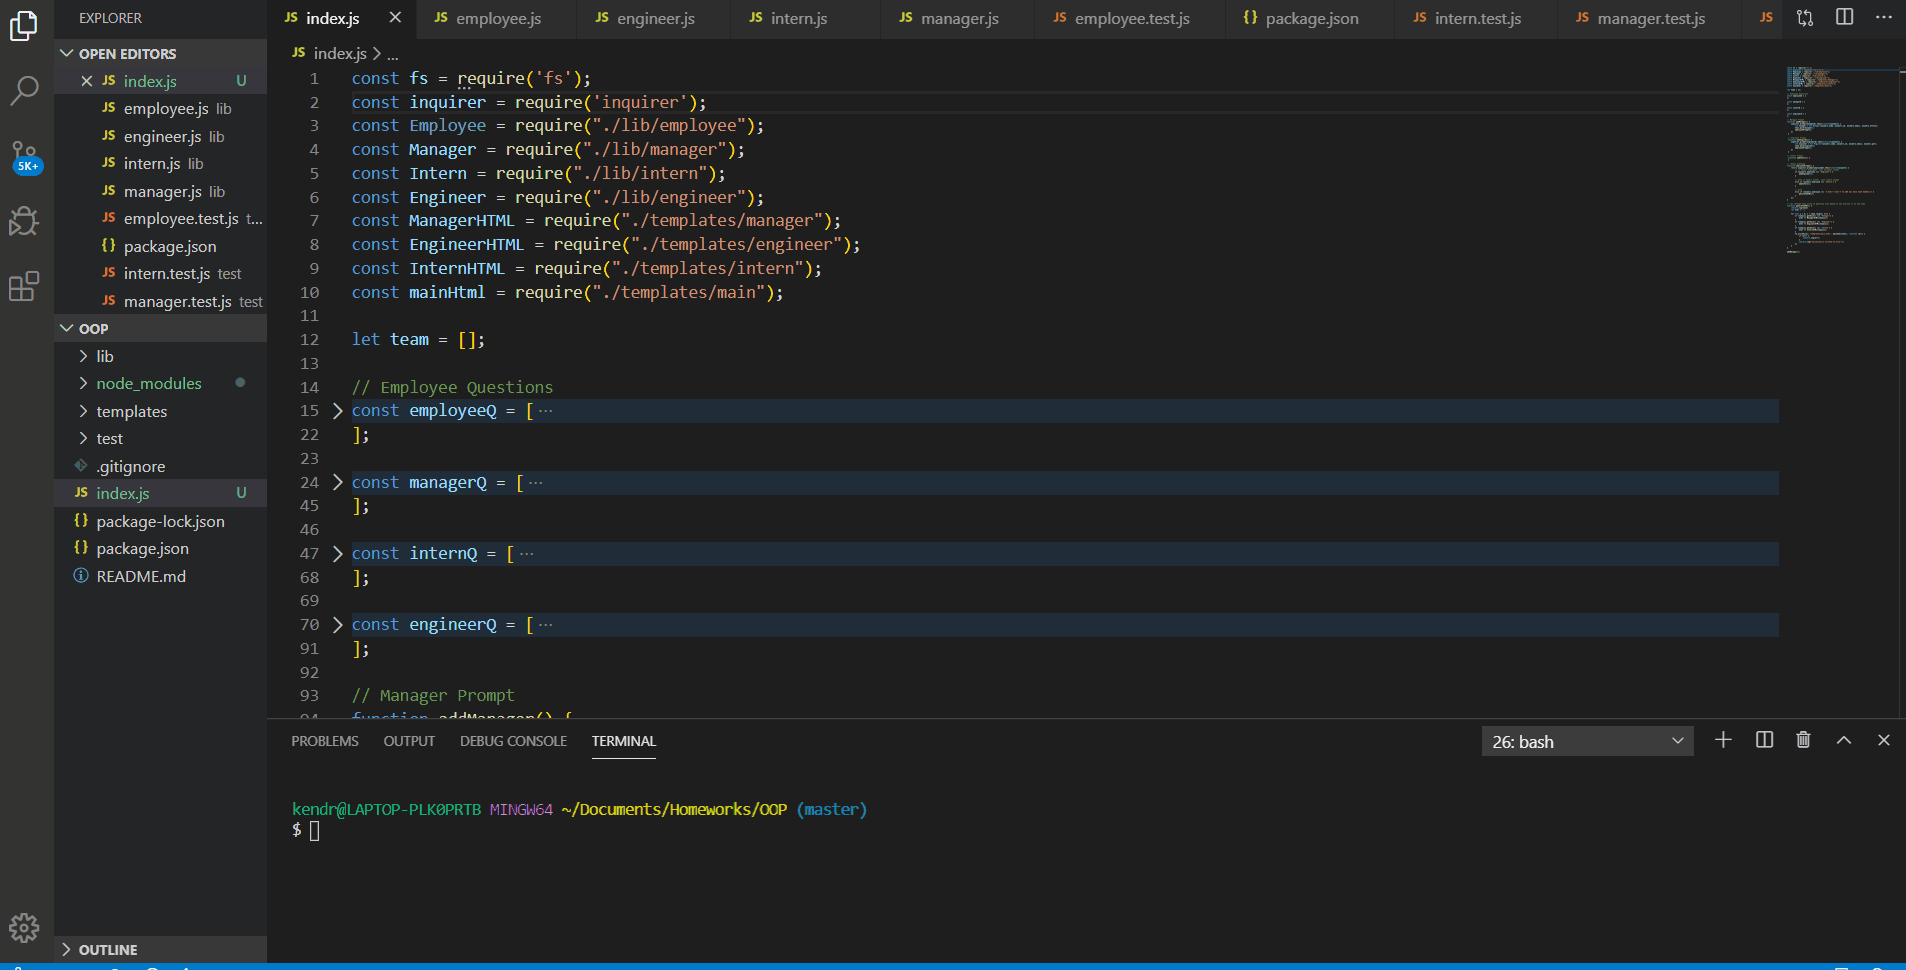 EXPLORER
OPEN EDITORS
JS index.js U
JS employee.js lib
JS engineer.js lib
JS intern.js lib
JS manager.js lib
JS employee.test.js t...
{} package.json
JS intern.test.js test
JS manager.test.js test
OOP
lib
node_modules
templates
test
.gitignore
JS index.js U
{} package-lock.json
{} package.json
README.md
OUTLINE
5K+
JS index.js
JS employee.js
JS engineer.js
JS intern.js
JS manager.js
JS employee.test.js
{} package.json
JS intern.test.js
JS manager.test.js
JS
JS index.js > ...
1 const fs = require('fs');
2 const inquirer = require('inquirer');
3 const Employee = require("./lib/employee");
4 const Manager = require("./lib/manager");
5 const Intern = require("./lib/intern");
6 const Engineer = require("./lib/engineer");
7 const ManagerHTML = require("./templates/manager");
8 const EngineerHTML = require("./templates/engineer");
9 const InternHTML = require("./templates/intern");
10 const mainHtml = require("./templates/main");
11
12 let team = [];
13
14 // Employee Questions
15 const employeeQ = [ ...
22 ];
23
24 const managerQ = [ ...
45 ];
46
47 const internQ = [ ...
68 ];
69
70 const engineerQ = [ ...
91 ];
92
93 // Manager Prompt
94 function addManager() {
PROBLEMS OUTPUT DEBUG CONSOLE TERMINAL
26: bash
kendr@LAPTOP-PLK0PRTB MINGW64 ~/Documents/Homeworks/OOP (master)
$